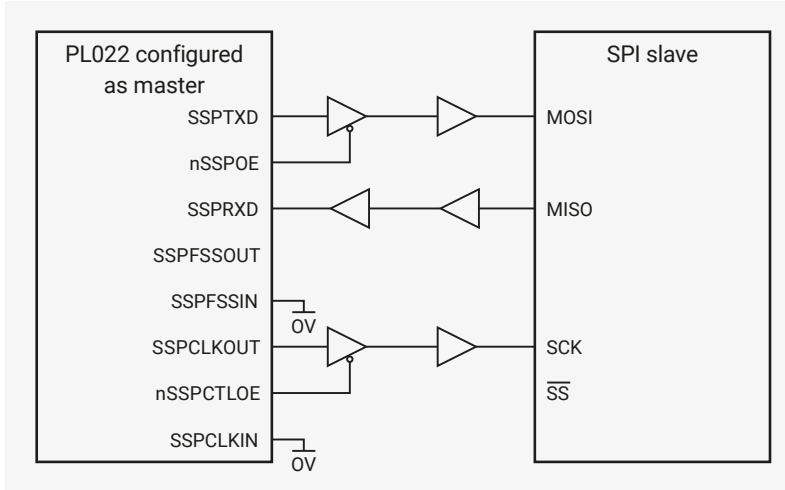 PL022 configured
as master
SPI slave
SSPTXD
MOSI
nSSPOE
SSPRXD
MISO
SSPFSSOUT
SSPFSSIN
0V
SSPCLKOUT
SCK
nSSPCTLOE
SS
SSPCLKIN
0V